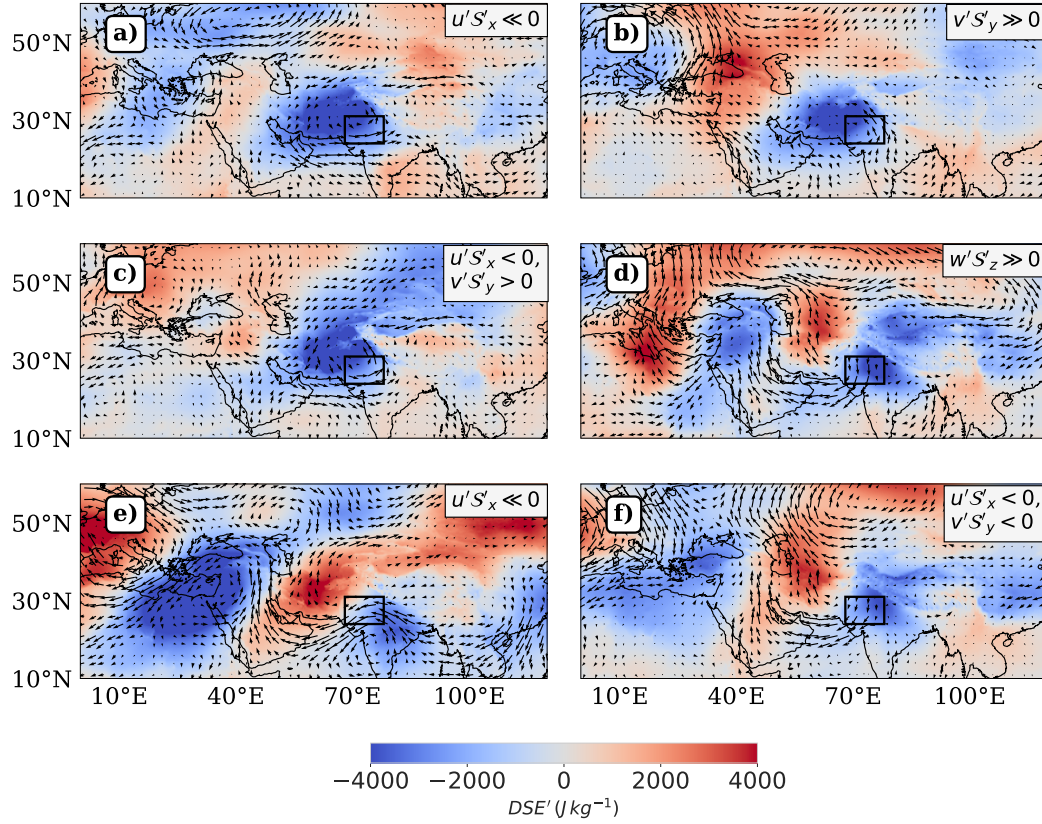 a)
u′S′ₓ ≪ 0
b)
v′S′ᵧ ≫ 0
50°N
30°N
10°N
c)
u′S′ₓ < 0,
v′S′ᵧ > 0
d)
w′S′_z ≫ 0
50°N
30°N
10°N
e)
u′S′ₓ ≪ 0
f)
u′S′ₓ < 0,
v′S′ᵧ < 0
50°N
30°N
10°N
10°E 40°E 70°E 100°E 10°E 40°E 70°E 100°E
−4000 −2000 0 2000 4000
DSE′ (J kg⁻¹)